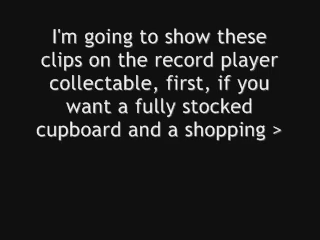 I'm going to show these
clips on the record player
collectable, first, if you
want a fully stocked
cupboard and a shopping >